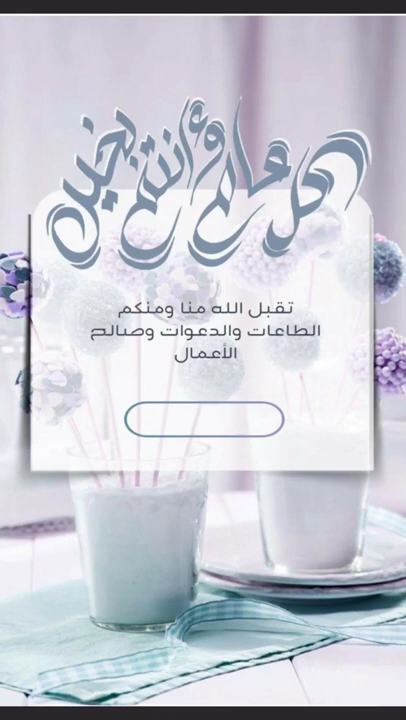 كل عام وأنتم بخير
تقبل الله منا ومنكم
الطاعات والدعوات وصالح
الأعمال